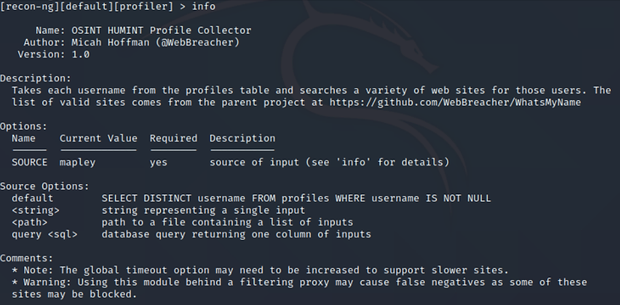 [recon-ng][default][profiler] > info
Name: OSINT HUMINT Profile Collector
Author: Micah Hoffman (@WebBreacher)
Version: 1.0
Description:
Takes each username from the profiles table and searches a variety of web sites for those users. The
list of valid sites comes from the parent project at https://github.com/WebBreacher/WhatsMyName
Options:
Name Current Value Required Description
SOURCE mapley yes source of input (see 'info' for details)
Source Options:
default SELECT DISTINCT username FROM profiles WHERE username IS NOT NULL
<string> string representing a single input
<path> path to a file containing a list of inputs
query <sql> database query returning one column of inputs
Comments:
* Note: The global timeout option may need to be increased to support slower sites.
* Warning: Using this module behind a filtering proxy may cause false negatives as some of these
sites may be blocked.